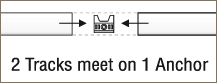 2 Tracks meet on 1 Anchor